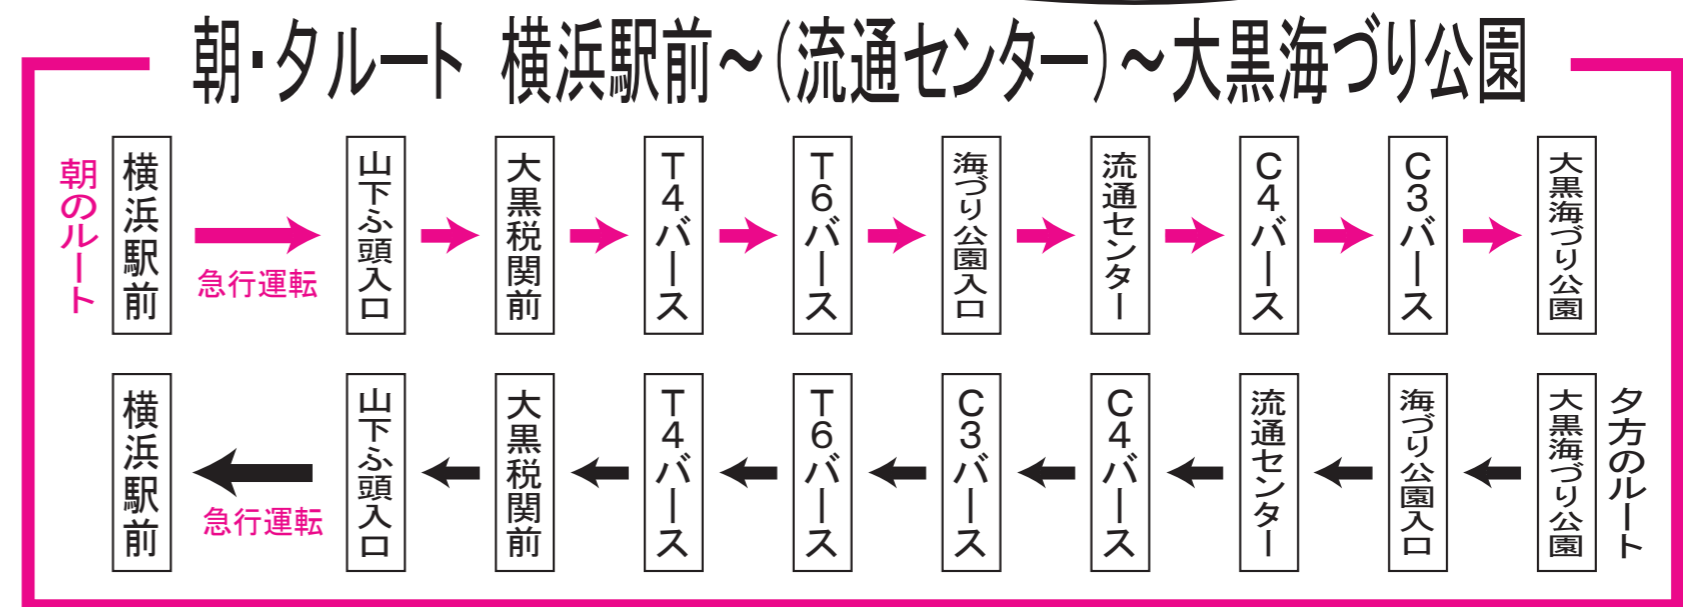 朝・夕ルート 横浜駅前～(流通センター)～大黒海づり公園
朝のルート
横浜駅前
急行運転
山下ふ頭入口
大黒税関前
T4バース
T6バース
海づり公園入口
流通センター
C4バース
C3バース
大黒海づり公園
横浜駅前
急行運転
山下ふ頭入口
大黒税関前
T4バース
T6バース
C3バース
C4バース
流通センター
海づり公園入口
大黒海づり公園
夕方のルート